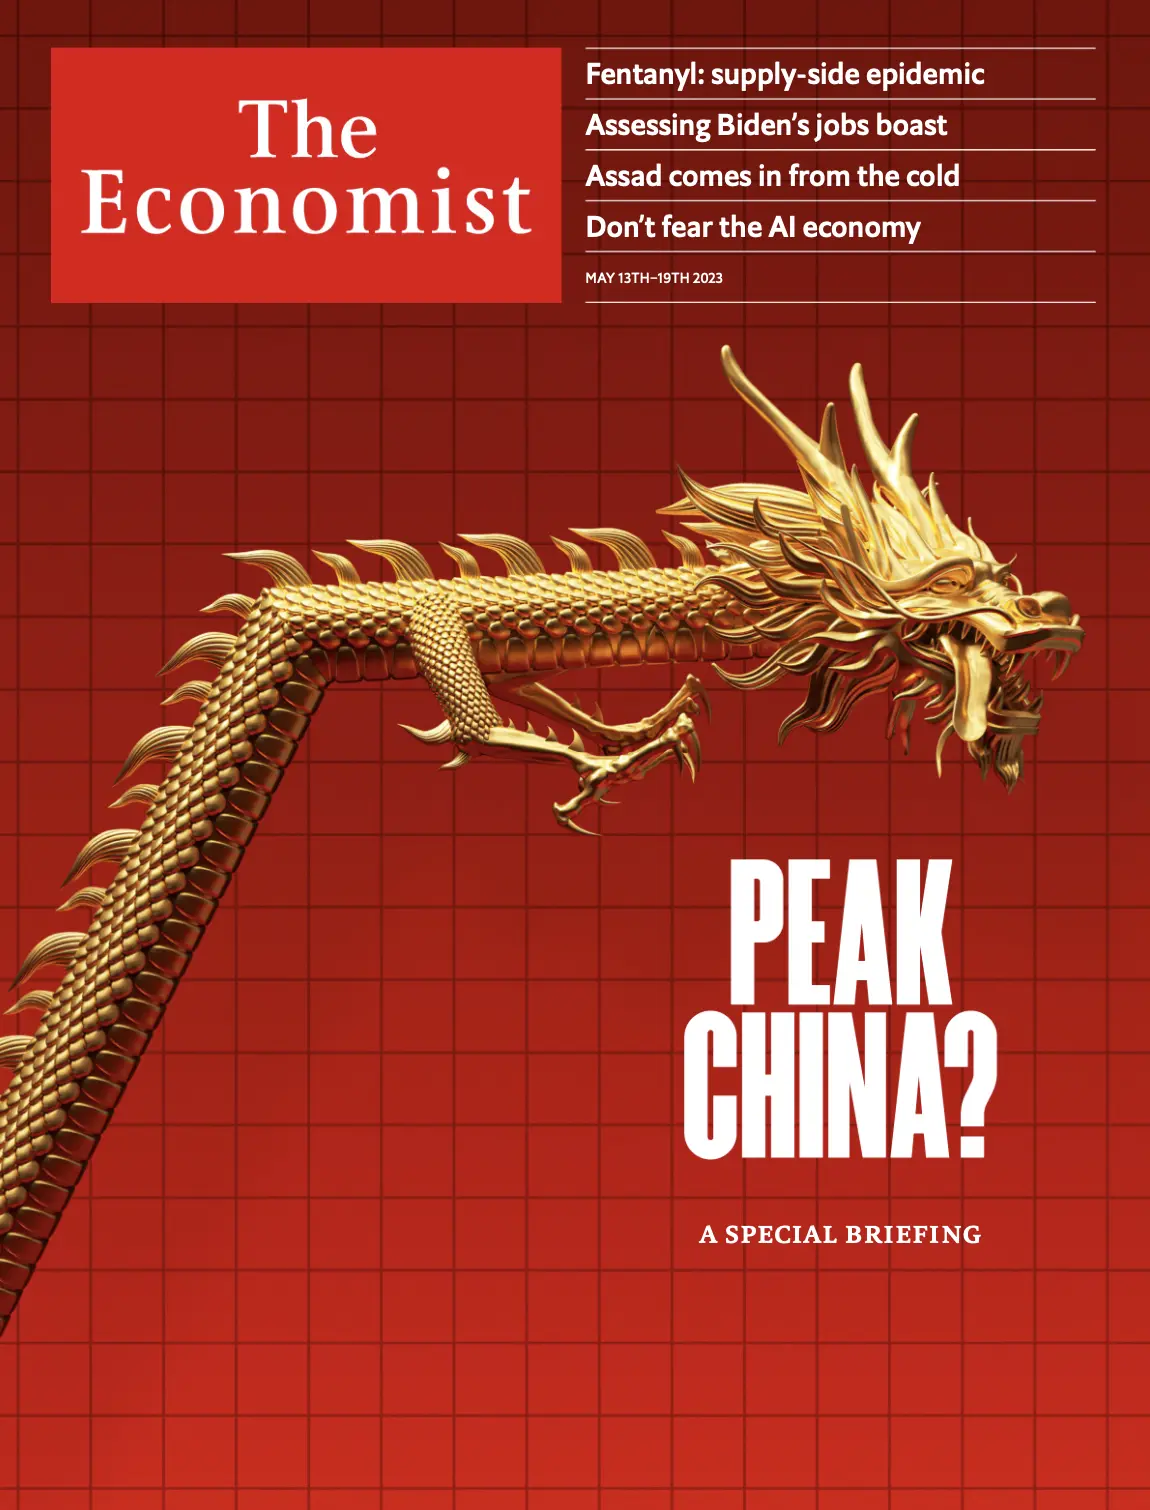 The
Economist
Fentanyl: supply-side epidemic
Assessing Biden’s jobs boast
Assad comes in from the cold
Don’t fear the AI economy
MAY 13TH–19TH 2023
PEAK
CHINA?
A SPECIAL BRIEFING